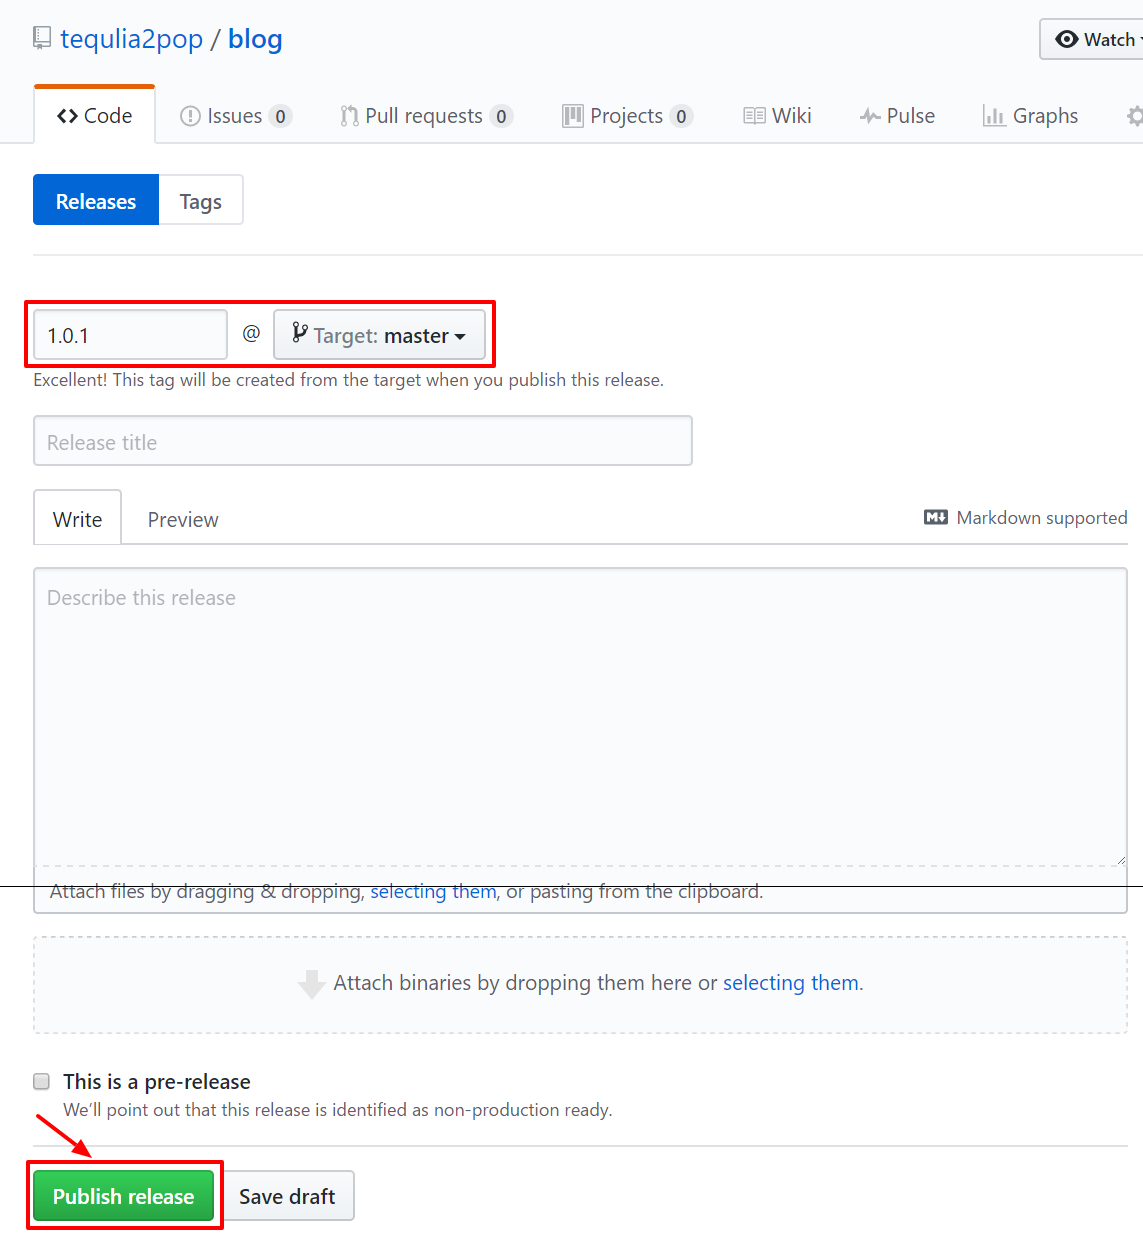 tequlia2pop / blog
Watch
Code Issues 0 Pull requests 0 Projects 0 Wiki Pulse Graphs
Releases Tags
1.0.1 @ Target: master
Excellent! This tag will be created from the target when you publish this release.
Release title
Write Preview M↓ Markdown supported
Describe this release
Attach files by dragging & dropping, selecting them, or pasting from the clipboard.
Attach binaries by dropping them here or selecting them.
This is a pre-release
We’ll point out that this release is identified as non-production ready.
Publish release Save draft